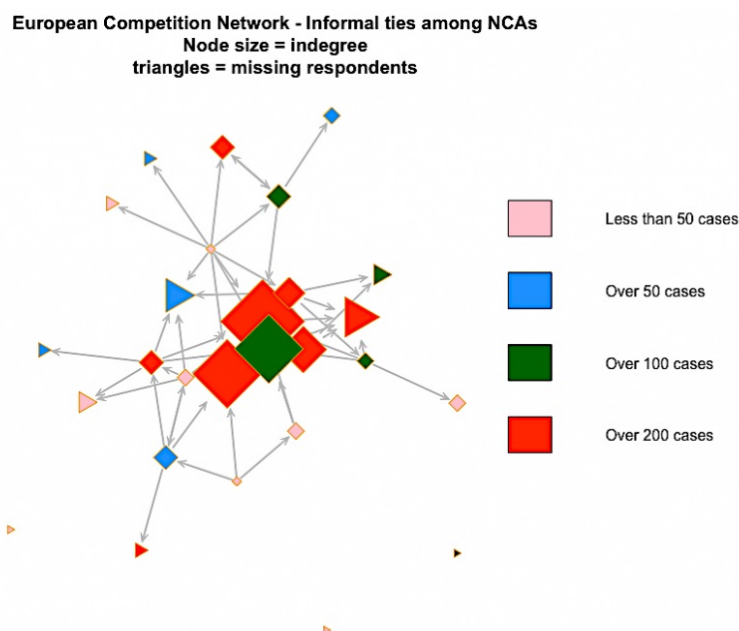 European Competition Network - Informal ties among NCAs
Node size = indegree
triangles = missing respondents
Less than 50 cases
Over 50 cases
Over 100 cases
Over 200 cases